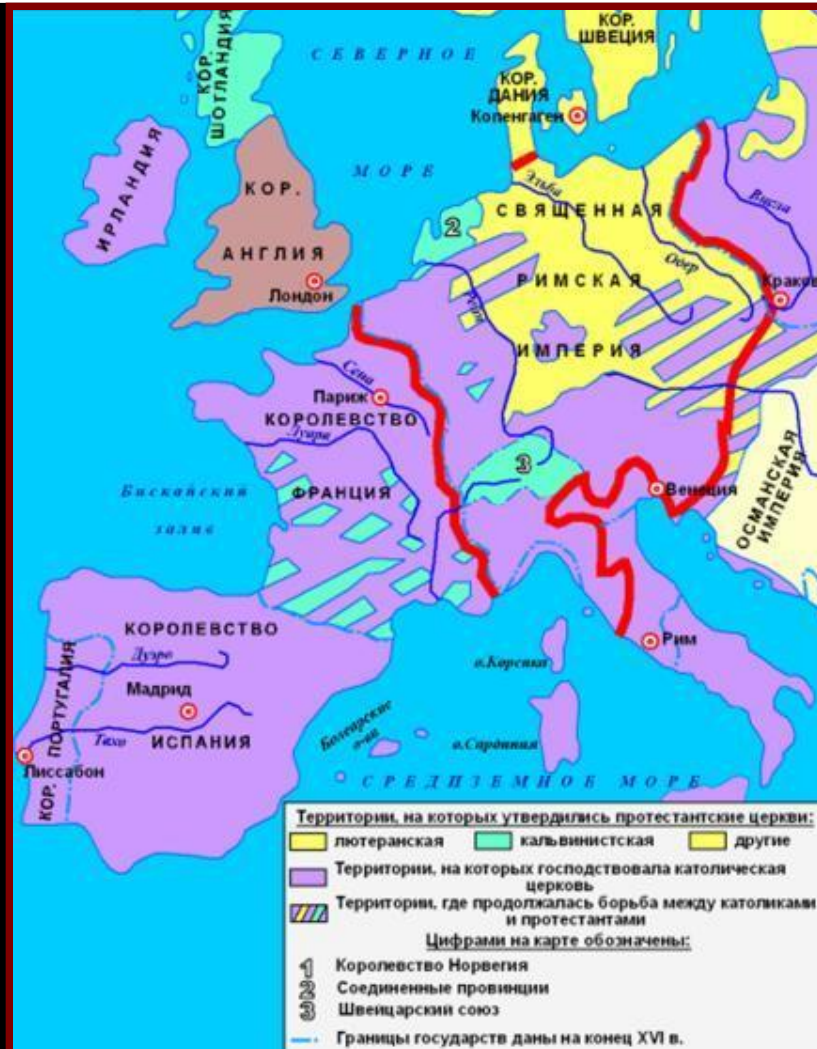 КОР.
ШВЕЦИЯ
СЕВЕРНОЕ
КОР.
ШОТЛАНДИЯ
КОР.
ДАНИЯ
Копенгаген
МОРЕ
ИРЛАНДИЯ
КОР.
АНГЛИЯ
Лондон
2
Эльба
СВЯЩЕННАЯ
Висла
Одер
РИМСКАЯ
Краков
Рейн
ИМПЕРИЯ
Сена
Париж
КОРОЛЕВСТВО
Луара
3
ФРАНЦИЯ
Венеция
ОСМАНСКАЯ
ИМПЕРИЯ
Бискайский
залив
КОРОЛЕВСТВО
Дуэро
Рим
о.Корсика
КОР. ПОРТУГАЛИЯ
Мадрид
Тахо
ИСПАНИЯ
Балеарские
о-ва
о.Сардиния
Лиссабон
СРЕДИЗЕМНОЕ МОРЕ
Территории, на которых утвердились протестантские церкви:
лютеранская кальвинистская другие
Территории, на которых господствовала католическая
церковь
Территории, где продолжалась борьба между католиками
и протестантами
Цифрами на карте обозначены:
1 Королевство Норвегия
2 Соединенные провинции
3 Швейцарский союз
Границы государств даны на конец XVI в.